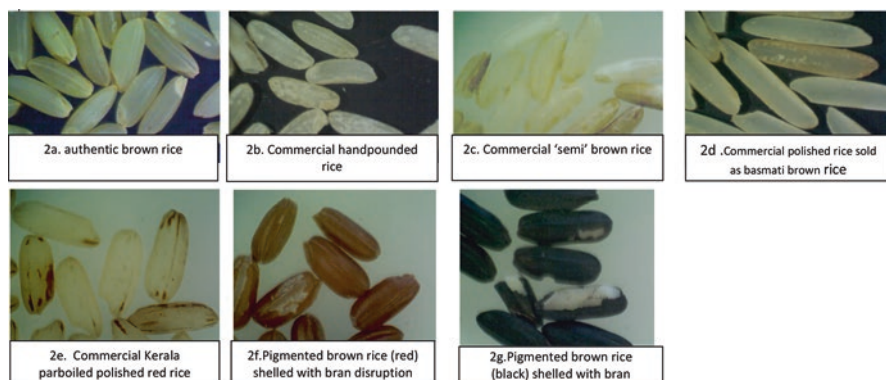 2a. authentic brown rice
2b. Commercial handpounded
rice
2c. Commercial ‘semi’ brown rice
2d .Commercial polished rice sold
as basmati brown rice
2e. Commercial Kerala
parboiled polished red rice
2f.Pigmented brown rice (red)
shelled with bran disruption
2g.Pigmented brown rice
(black) shelled with bran